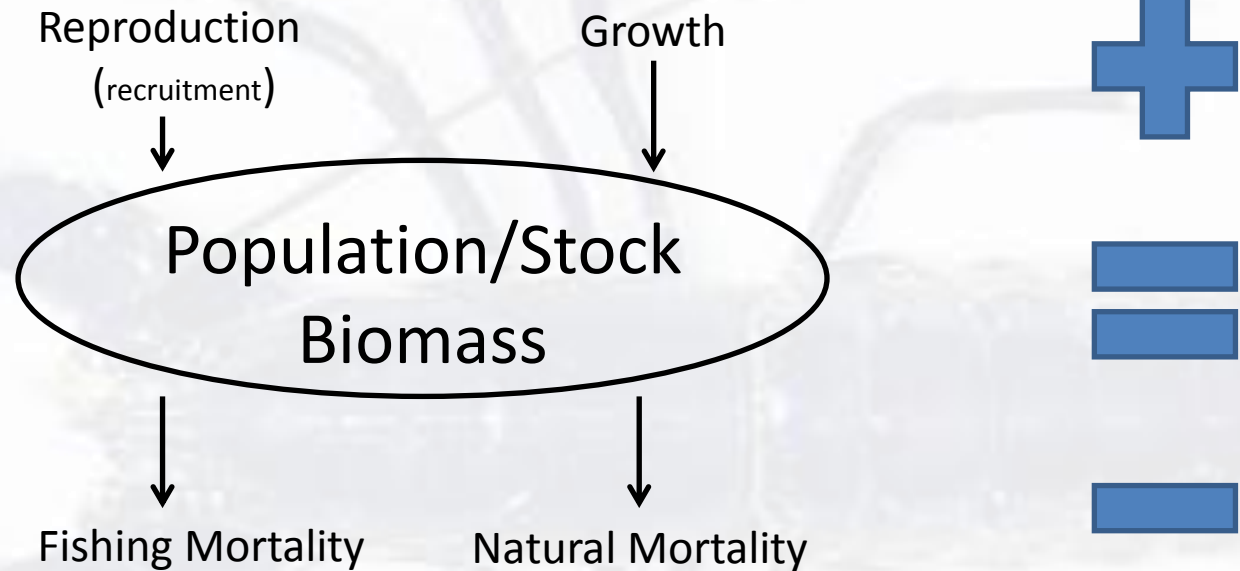 Reproduction
(recruitment)
Growth
Population/Stock
Biomass
Fishing Mortality
Natural Mortality